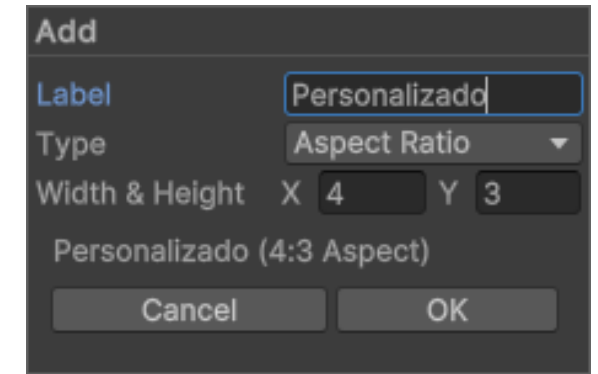 Add
Label Personalizado
Type Aspect Ratio
Width & Height X 4 Y 3
Personalizado (4:3 Aspect)
Cancel OK